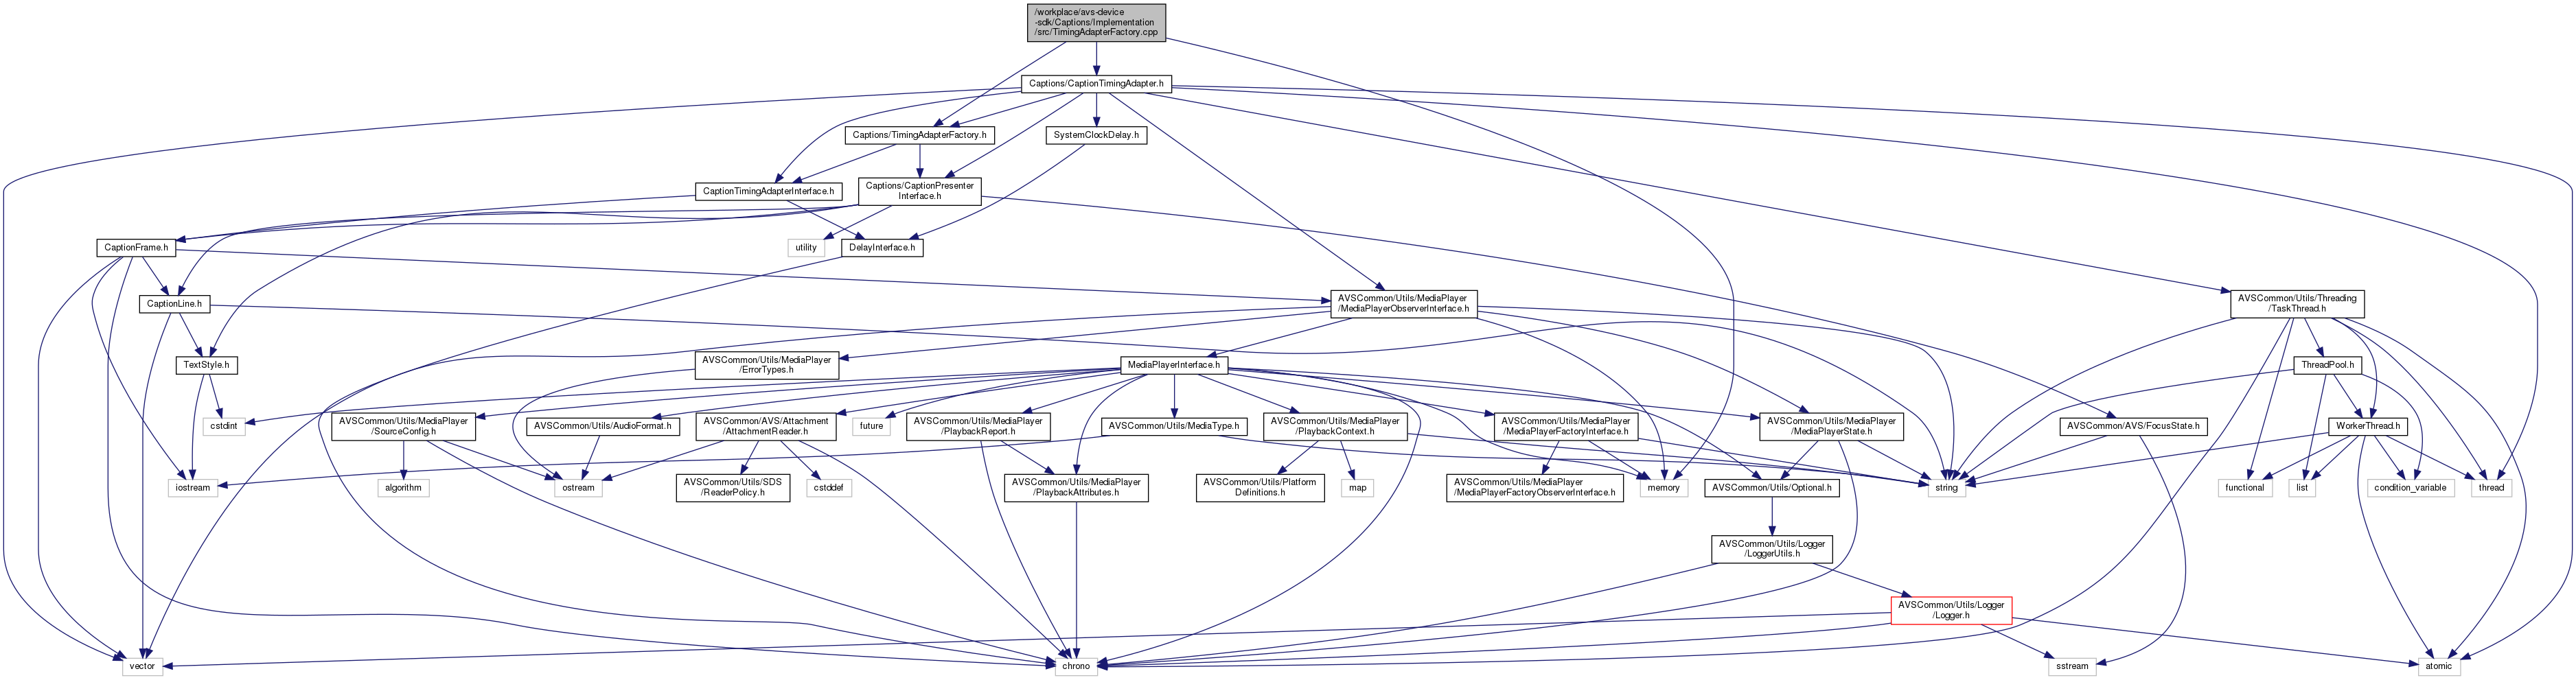 /workplace/avs-device
-sdk/Captions/Implementation
/src/TimingAdapterFactory.cpp
Captions/CaptionTimingAdapter.h
Captions/TimingAdapterFactory.h
SystemClockDelay.h
CaptionTimingAdapterInterface.h
Captions/CaptionPresenter
Interface.h
CaptionFrame.h
utility
DelayInterface.h
CaptionLine.h
AVSCommon/Utils/MediaPlayer
/MediaPlayerObserverInterface.h
AVSCommon/Utils/Threading
/TaskThread.h
TextStyle.h
AVSCommon/Utils/MediaPlayer
/ErrorTypes.h
MediaPlayerInterface.h
ThreadPool.h
cstdint
AVSCommon/Utils/MediaPlayer
/SourceConfig.h
AVSCommon/Utils/AudioFormat.h
AVSCommon/AVS/Attachment
/AttachmentReader.h
future
AVSCommon/Utils/MediaPlayer
/PlaybackReport.h
AVSCommon/Utils/MediaType.h
AVSCommon/Utils/MediaPlayer
/PlaybackContext.h
AVSCommon/Utils/MediaPlayer
/MediaPlayerFactoryInterface.h
AVSCommon/Utils/MediaPlayer
/MediaPlayerState.h
AVSCommon/AVS/FocusState.h
WorkerThread.h
iostream
algorithm
ostream
AVSCommon/Utils/SDS
/ReaderPolicy.h
cstddef
AVSCommon/Utils/MediaPlayer
/PlaybackAttributes.h
AVSCommon/Utils/Platform
Definitions.h
map
AVSCommon/Utils/MediaPlayer
/MediaPlayerFactoryObserverInterface.h
memory
AVSCommon/Utils/Optional.h
string
functional
list
condition_variable
thread
AVSCommon/Utils/Logger
/LoggerUtils.h
AVSCommon/Utils/Logger
/Logger.h
vector
chrono
sstream
atomic